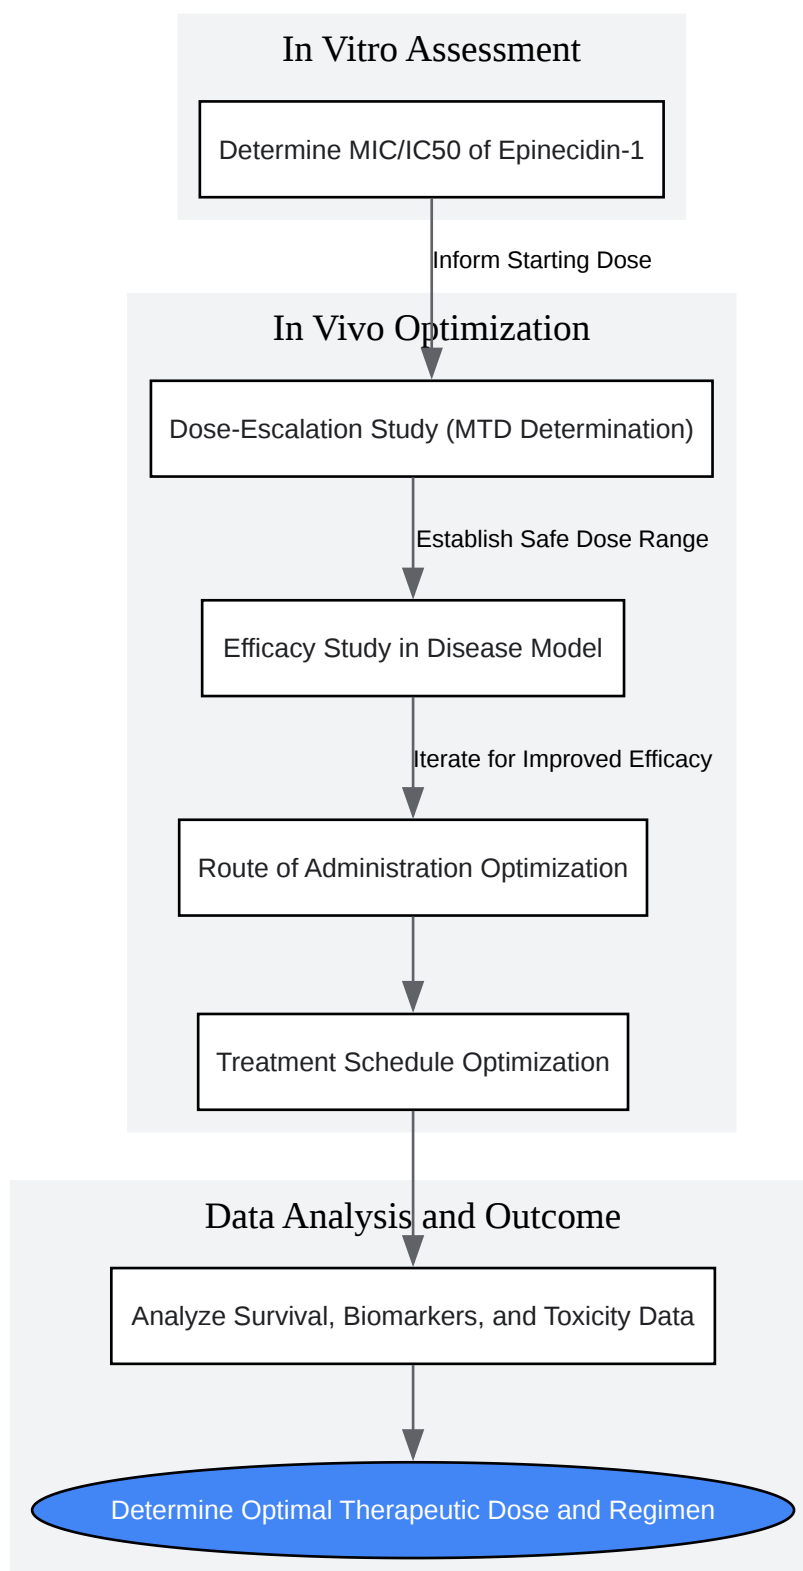 In Vitro Assessment
Determine MIC/IC50 of Epinecidin-1
Inform Starting Dose
In Vivo Optimization
Dose-Escalation Study (MTD Determination)
Establish Safe Dose Range
Efficacy Study in Disease Model
Iterate for Improved Efficacy
Route of Administration Optimization
Treatment Schedule Optimization
Data Analysis and Outcome
Analyze Survival, Biomarkers, and Toxicity Data
Determine Optimal Therapeutic Dose and Regimen